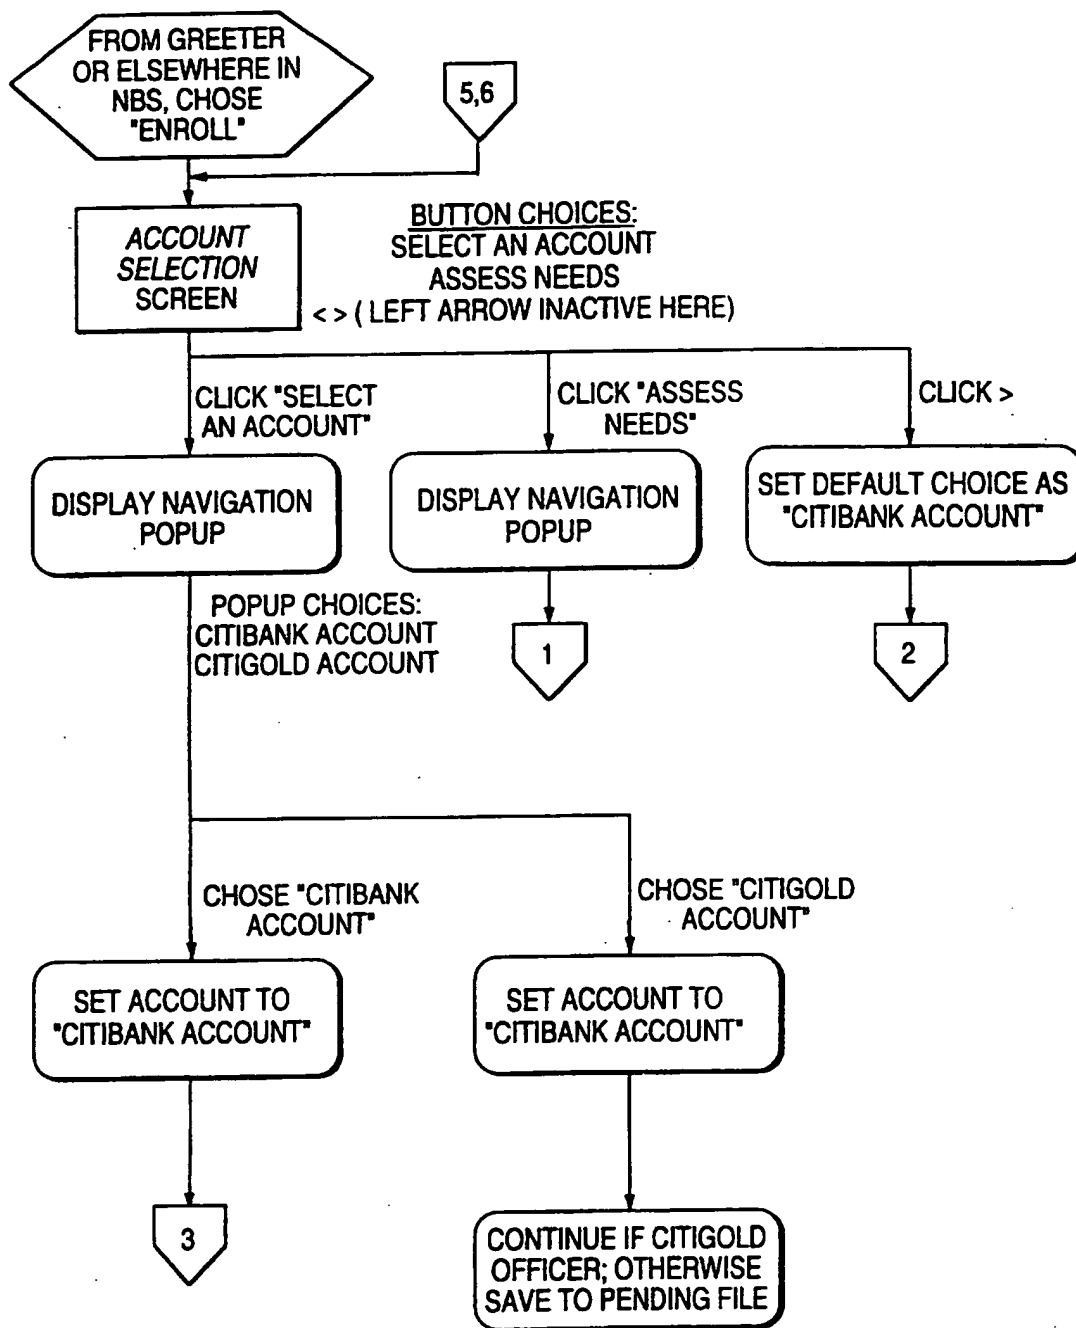 FROM GREETER
OR ELSEWHERE IN
NBS, CHOSE
"ENROLL"
5,6
ACCOUNT
SELECTION
SCREEN
BUTTON CHOICES:
SELECT AN ACCOUNT
ASSESS NEEDS
< > ( LEFT ARROW INACTIVE HERE)
CLICK "SELECT
AN ACCOUNT"
CLICK "ASSESS
NEEDS"
CLICK >
DISPLAY NAVIGATION
POPUP
DISPLAY NAVIGATION
POPUP
SET DEFAULT CHOICE AS
"CITIBANK ACCOUNT"
POPUP CHOICES:
CITIBANK ACCOUNT
CITIGOLD ACCOUNT
1
2
CHOSE "CITIBANK
ACCOUNT"
CHOSE "CITIGOLD
ACCOUNT"
SET ACCOUNT TO
"CITIBANK ACCOUNT"
SET ACCOUNT TO
"CITIBANK ACCOUNT"
3
CONTINUE IF CITIGOLD
OFFICER; OTHERWISE
SAVE TO PENDING FILE